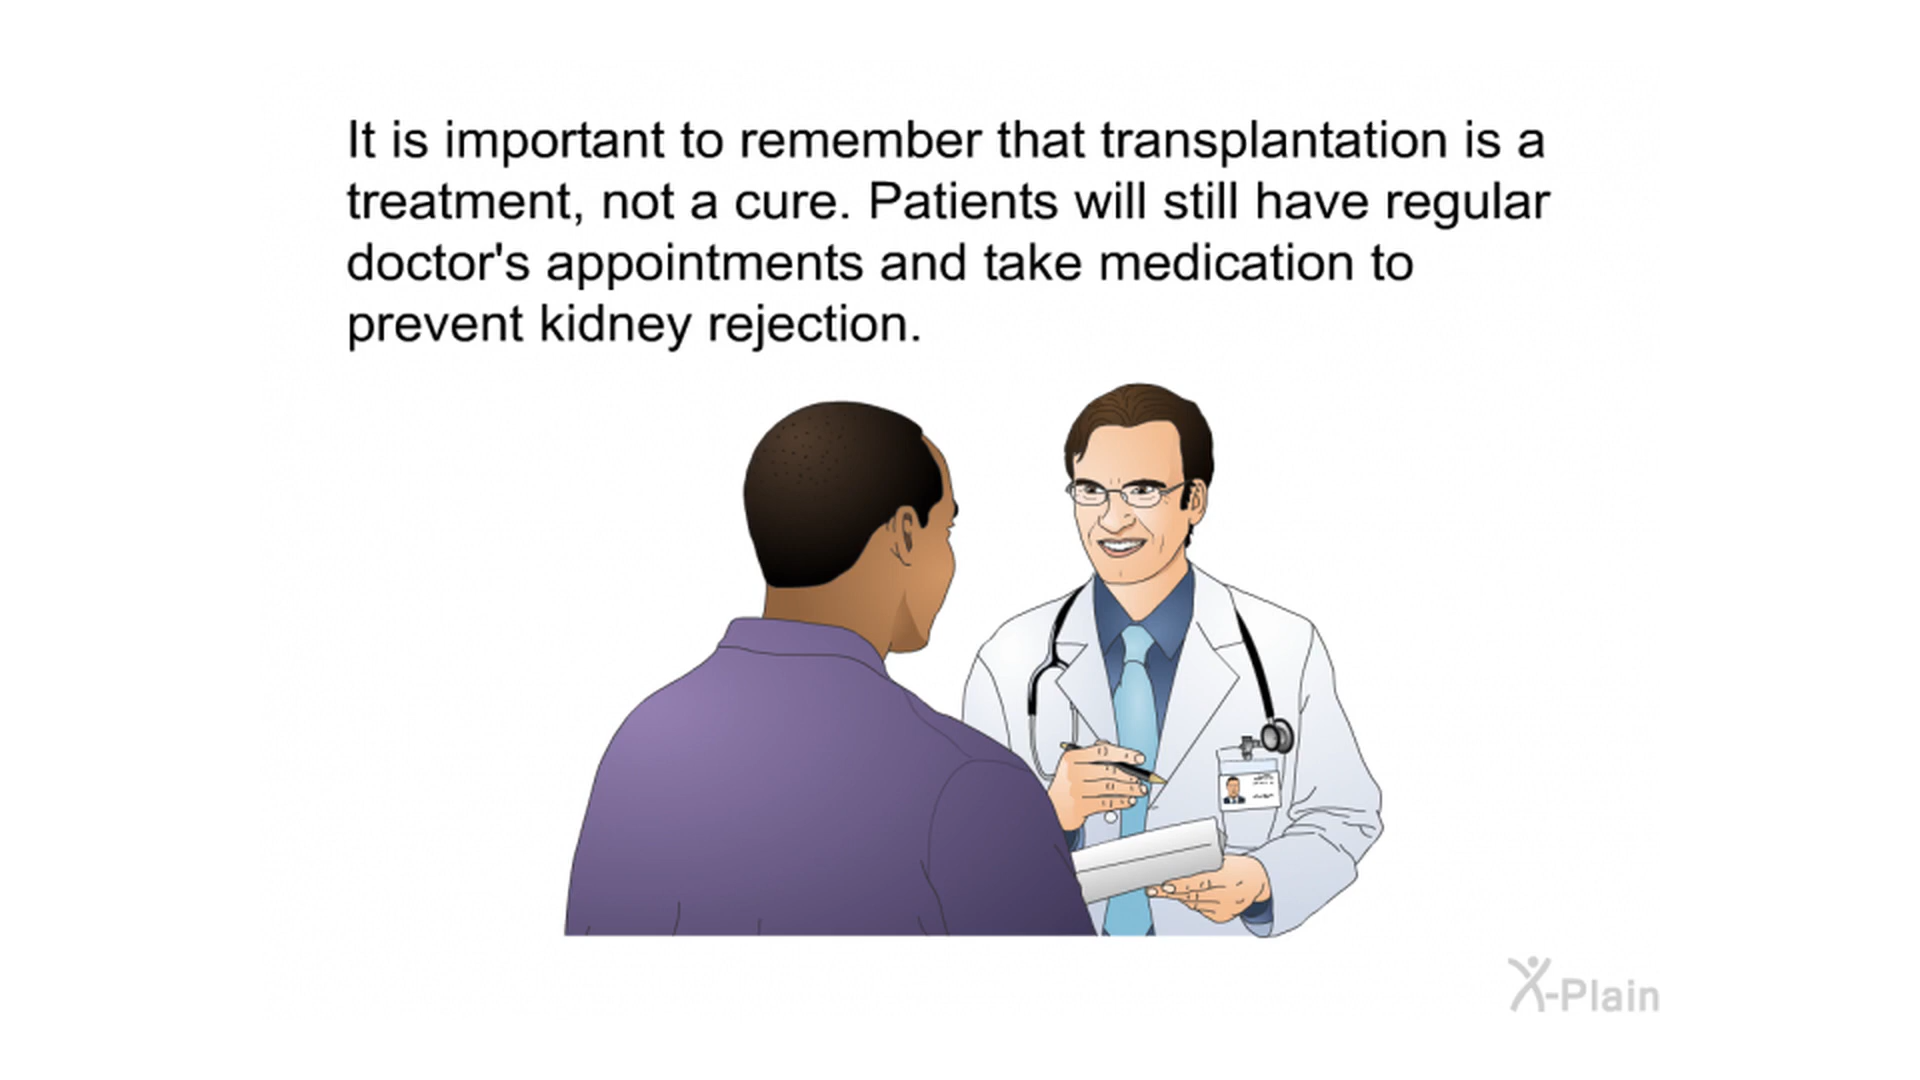 It is important to remember that transplantation is a
treatment, not a cure. Patients will still have regular
doctor's appointments and take medication to
prevent kidney rejection.
X-Plain